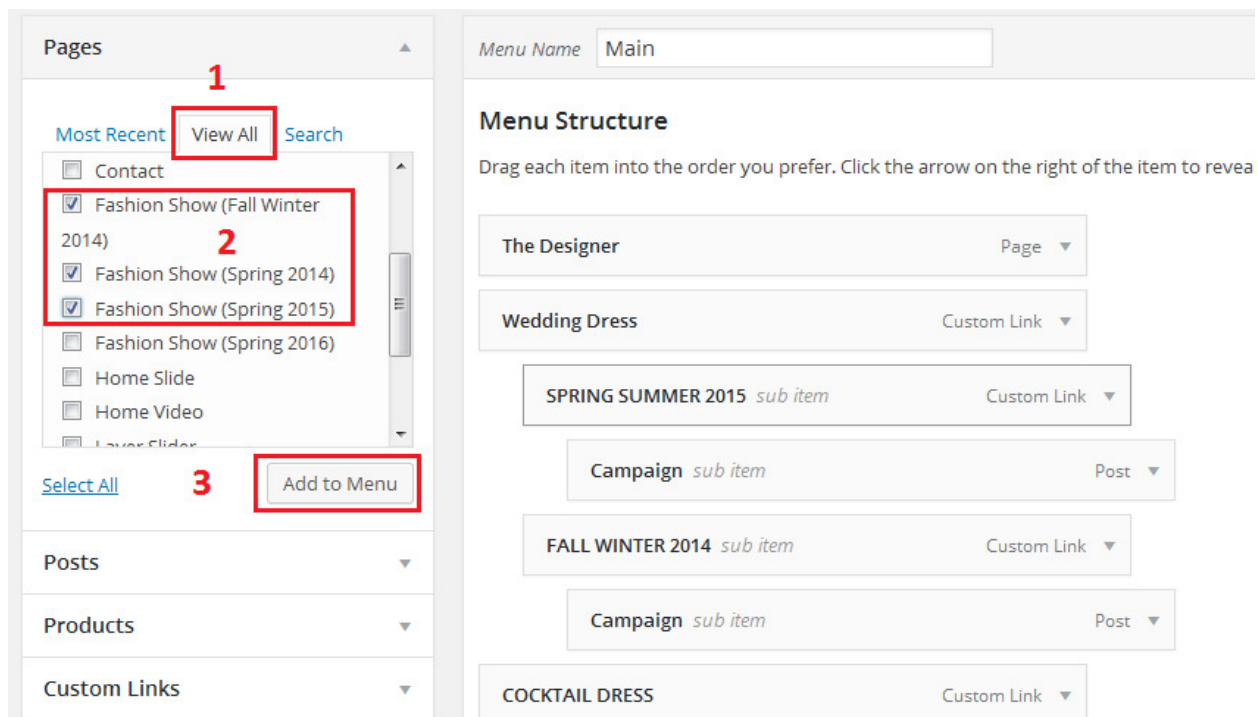 Pages
1
Most Recent View All Search
Contact
Fashion Show (Fall Winter
2014)
2
Fashion Show (Spring 2014)
Fashion Show (Spring 2015)
Fashion Show (Spring 2016)
Home Slide
Home Video
Layer Slider
Select All
3
Add to Menu
Posts
Products
Custom Links
Menu Name Main
Menu Structure
Drag each item into the order you prefer. Click the arrow on the right of the item to revea
The Designer Page
Wedding Dress Custom Link
SPRING SUMMER 2015 sub item Custom Link
Campaign sub item Post
FALL WINTER 2014 sub item Custom Link
Campaign sub item Post
COCKTAIL DRESS Custom Link